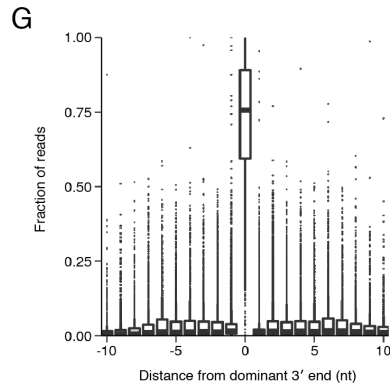 G
1.00
0.75
0.50
0.25
0.00
Fraction of reads
-10 -5 0 5 10
Distance from dominant 3′ end (nt)